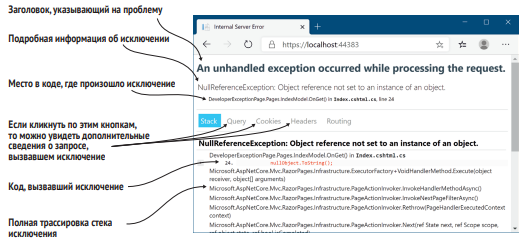 Заголовок, указывающий на проблему
Подробная информация об исключении
Место в коде, где произошло исключение
Если кликнуть по этим кнопкам,
то можно увидеть дополнительные
сведения о запросе,
вызвавшем исключение
Код, вызвавший исключение
Полная трассировка стека
исключения
Internal Server Error
https://localhost:44383
An unhandled exception occurred while processing the request.
NullReferenceException: Object reference not set to an instance of an object.
DeveloperExceptionPage.Pages.IndexModel.OnGet() in Index.cshtml.cs, line 24
Stack Query Cookies Headers Routing
NullReferenceException: Object reference not set to an instance of an object.
DeveloperExceptionPage.Pages.IndexModel.OnGet() in Index.cshtml.cs
24. nullObject.ToString();
Microsoft.AspNetCore.Mvc.RazorPages.Infrastructure.ExecutorFactory+VoidHandlerMethod.Execute(object
receiver, object[] arguments)
Microsoft.AspNetCore.Mvc.RazorPages.Infrastructure.PageActionInvoker.InvokeHandlerMethodAsync()
Microsoft.AspNetCore.Mvc.RazorPages.Infrastructure.PageActionInvoker.InvokeNextPageFilterAsync()
Microsoft.AspNetCore.Mvc.RazorPages.Infrastructure.PageActionInvoker.Rethrow(PageHandlerExecutedContext
context)
Microsoft.AspNetCore.Mvc.RazorPages.Infrastructure.PageActionInvoker.Next(ref State next, ref Scope scope,